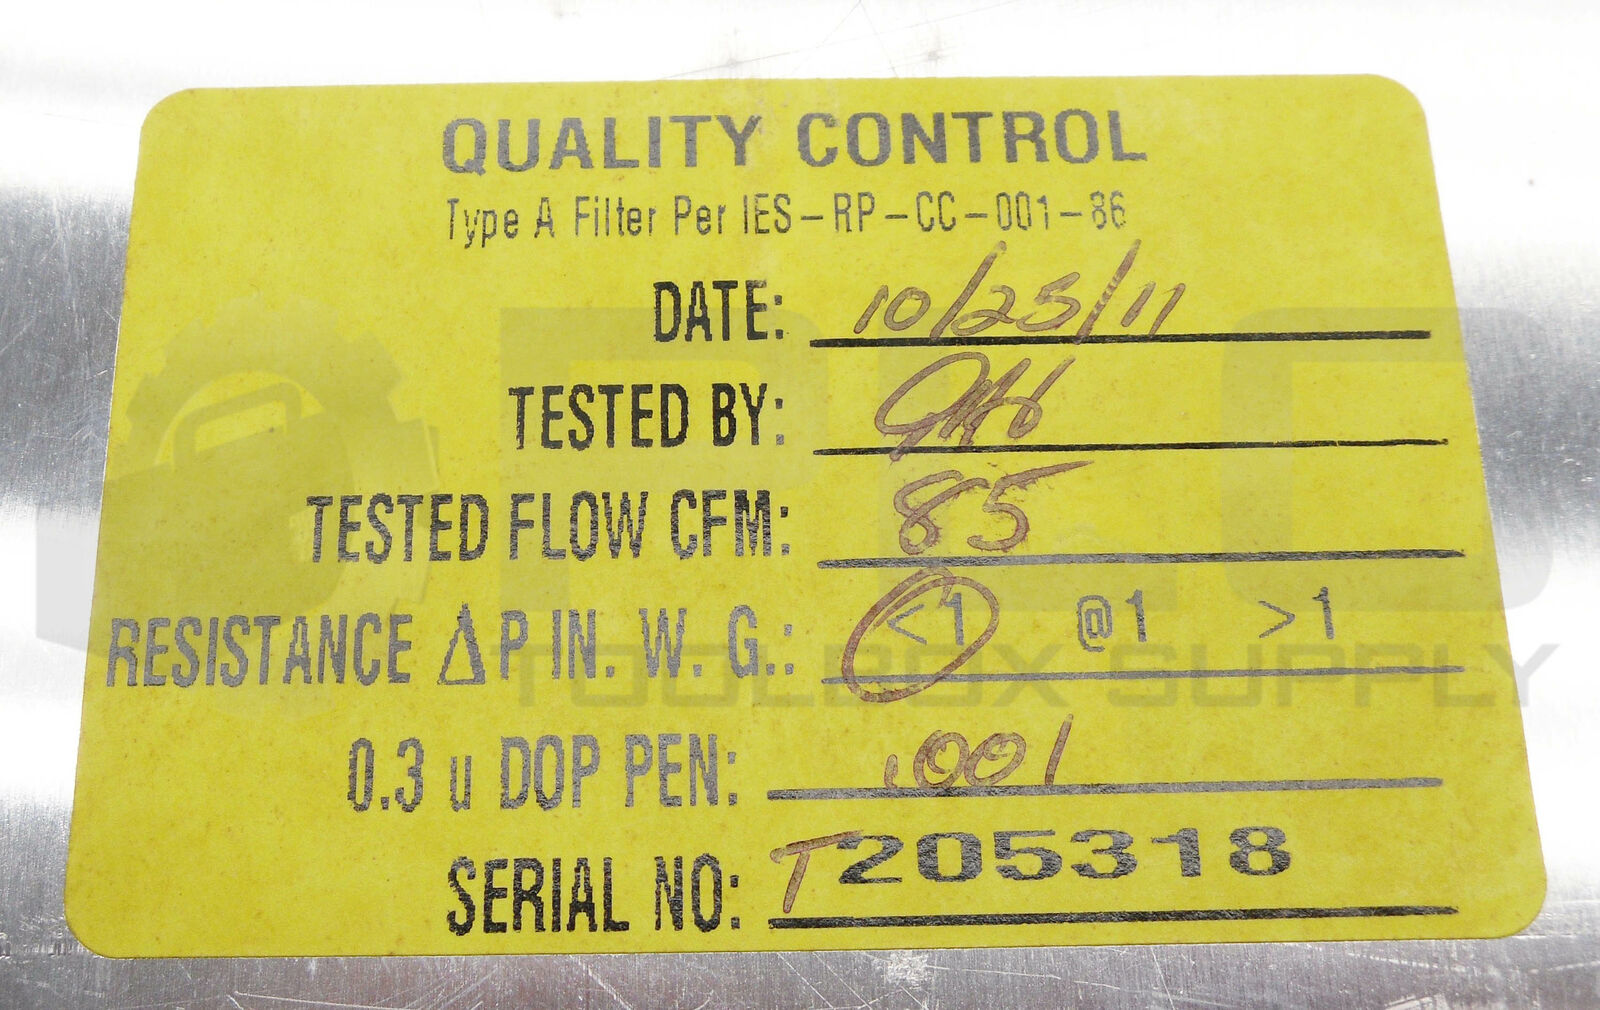 QUALITY CONTROL
Type A Filter Per IES-RP-CC-001-86
DATE: 10/25/11
TESTED BY:
TESTED FLOW CFM: 85
RESISTANCE Δ P IN. W. G.: <1 @1 >1
0.3 u DOP PEN: .001
SERIAL NO: T205318
PLC
TOOLBOX SUPPLY